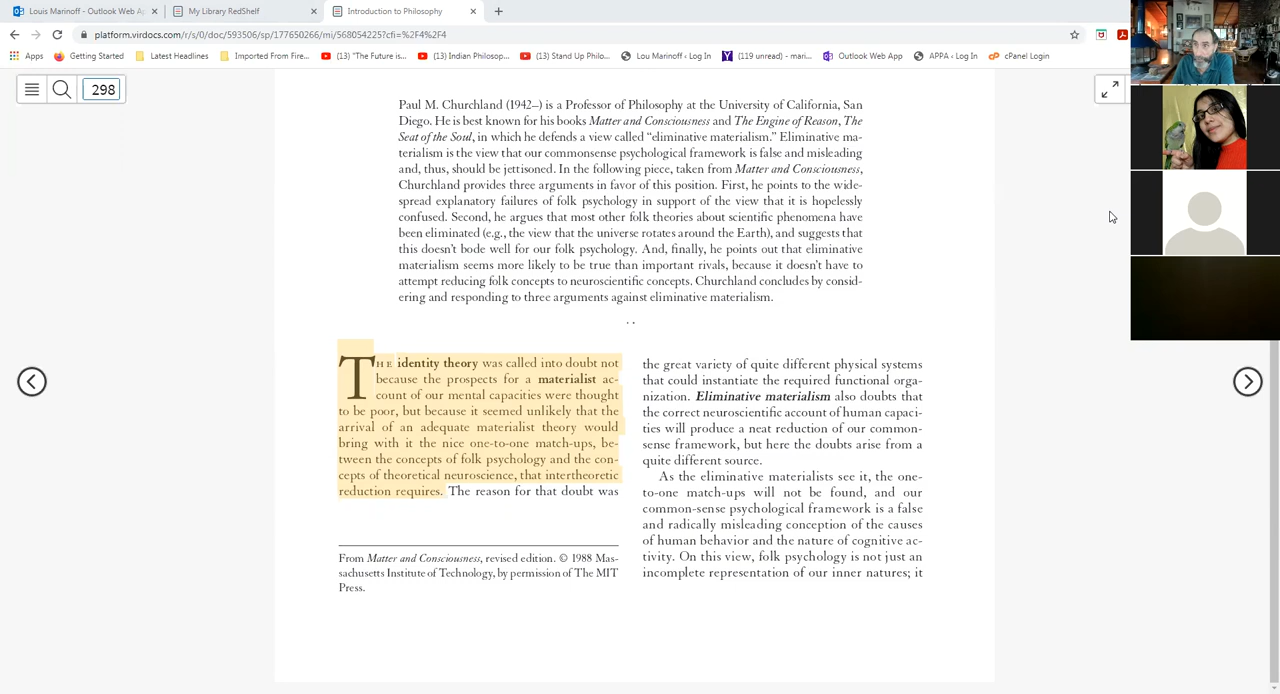 Louis Marinoff - Outlook Web Ap
My Library RedShelf
Introduction to Philosophy
platform.virdocs.com/r/s/0/doc/593506/sp/177650266/mi/568054225?cfi=%2F4%2F4
Apps
Getting Started
Latest Headlines
Imported From Fire...
(13) "The Future is...
(13) Indian Philosop...
(13) Stand Up Philo...
Lou Marinoff ‹ Log In
(119 unread) - mari...
Outlook Web App
APPA ‹ Log In
cPanel Login
298
Paul M. Churchland (1942–) is a Professor of Philosophy at the University of California, San
Diego. He is best known for his books Matter and Consciousness and The Engine of Reason, The
Seat of the Soul, in which he defends a view called “eliminative materialism.” Eliminative ma-
terialism is the view that our commonsense psychological framework is false and misleading
and, thus, should be jettisoned. In the following piece, taken from Matter and Consciousness,
Churchland provides three arguments in favor of this position. First, he points to the wide-
spread explanatory failures of folk psychology in support of the view that it is hopelessly
confused. Second, he argues that most other folk theories about scientific phenomena have
been eliminated (e.g., the view that the universe rotates around the Earth), and suggests that
this doesn’t bode well for our folk psychology. And, finally, he points out that eliminative
materialism seems more likely to be true than important rivals, because it doesn’t have to
attempt reducing folk concepts to neuroscientific concepts. Churchland concludes by consid-
ering and responding to three arguments against eliminative materialism.
THE identity theory was called into doubt not
because the prospects for a materialist ac-
count of our mental capacities were thought
to be poor, but because it seemed unlikely that the
arrival of an adequate materialist theory would
bring with it the nice one-to-one match-ups, be-
tween the concepts of folk psychology and the con-
cepts of theoretical neuroscience, that intertheoretic
reduction requires. The reason for that doubt was
From Matter and Consciousness, revised edition. © 1988 Mas-
sachusetts Institute of Technology, by permission of The MIT
Press.
the great variety of quite different physical systems
that could instantiate the required functional orga-
nization. Eliminative materialism also doubts that
the correct neuroscientific account of human capaci-
ties will produce a neat reduction of our common-
sense framework, but here the doubts arise from a
quite different source.
As the eliminative materialists see it, the one-
to-one match-ups will not be found, and our
common-sense psychological framework is a false
and radically misleading conception of the causes
of human behavior and the nature of cognitive ac-
tivity. On this view, folk psychology is not just an
incomplete representation of our inner natures; it